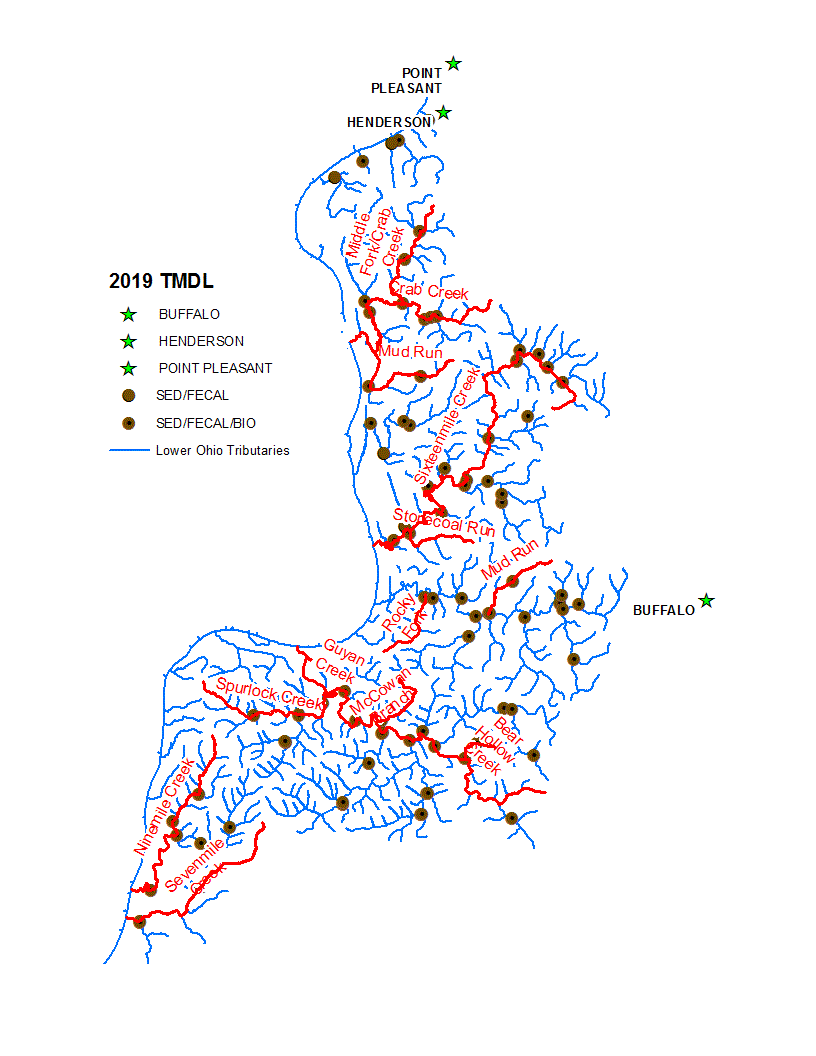 POINT
PLEASANT
HENDERSON
Middle
Fork/Crab
Creek
2019 TMDL
BUFFALO
HENDERSON
POINT PLEASANT
SED/FECAL
SED/FECAL/BIO
Lower Ohio Tributaries
Crab Creek
Mud Run
Sixteenmile Creek
Stonecoal Run
Mud Run
BUFFALO
Rocky
Fork
Guyan
Creek
Spurlock Creek
McCowan
Branch
Bear
Hollow
Creek
Ninemile Creek
Sevenmile
Creek